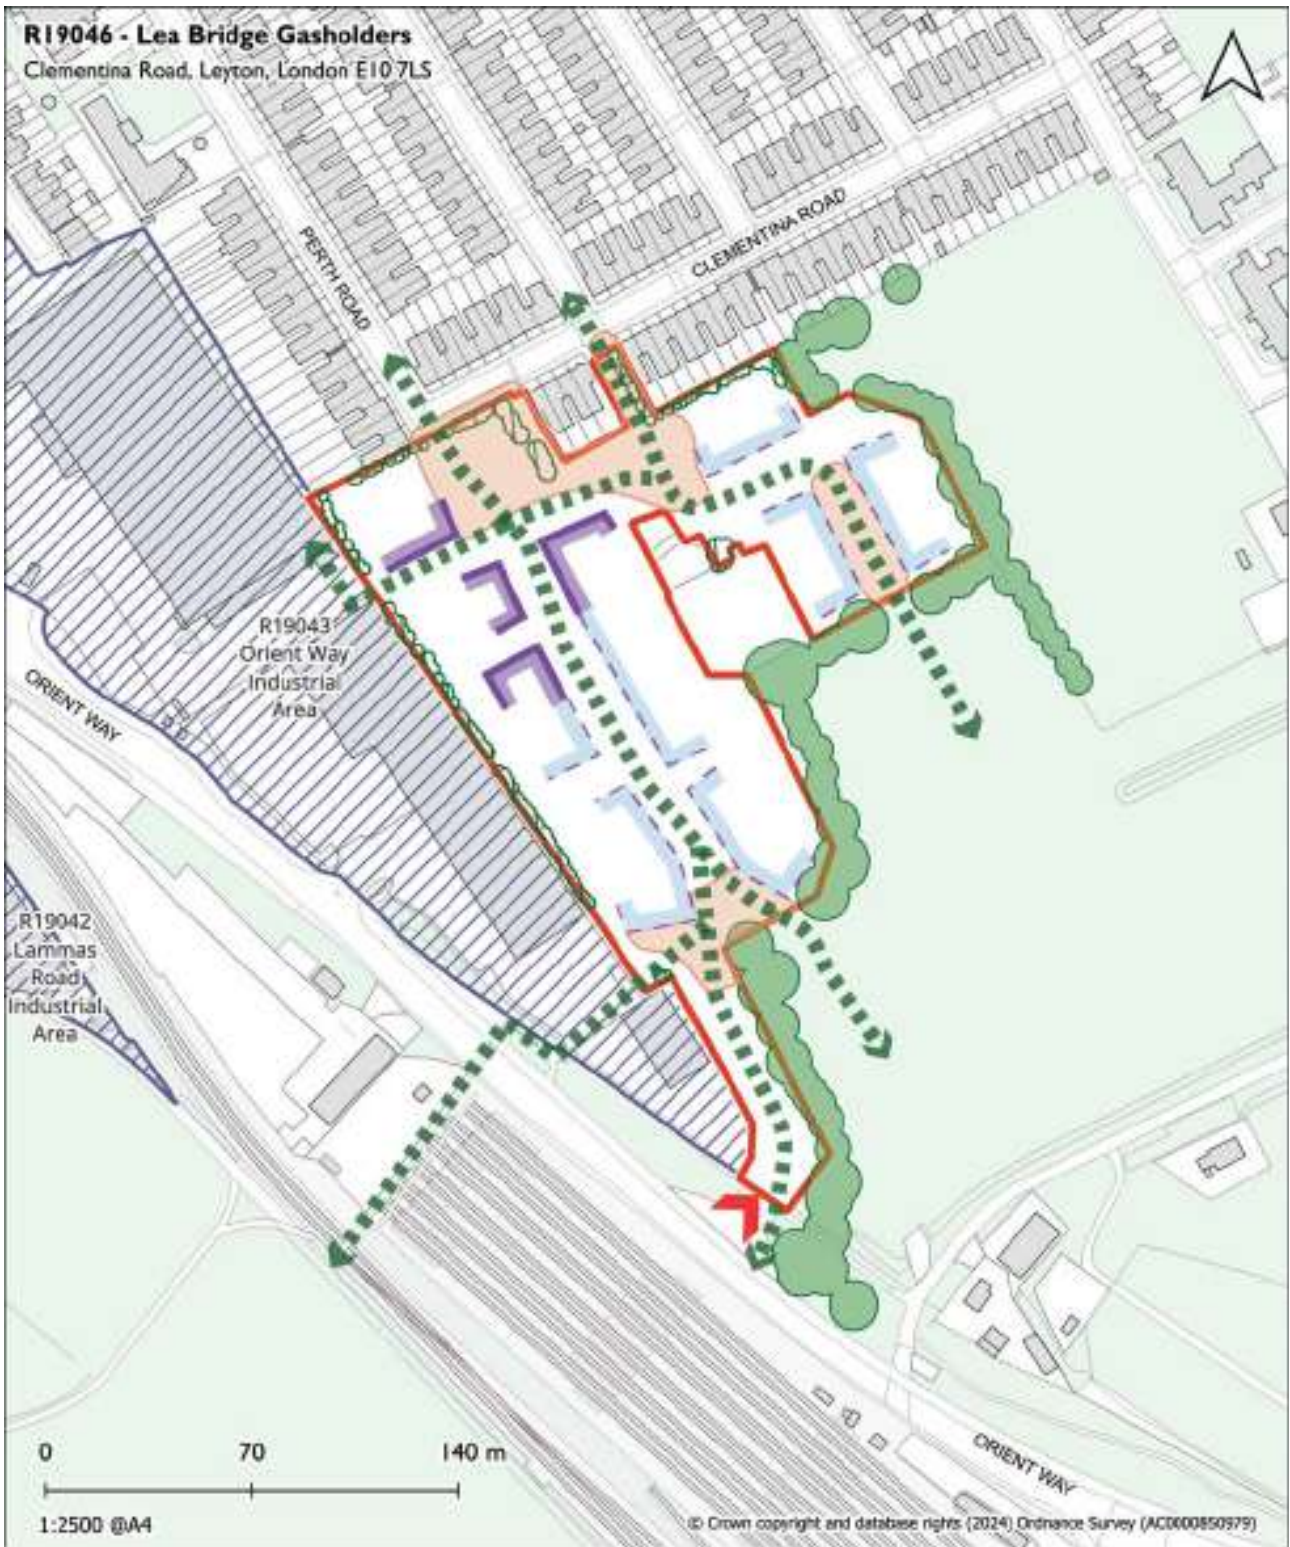 R19046 - Lea Bridge Gasholders
Clementina Road, Leyton, London E10 7LS
PERTH ROAD
CLEMENTINA ROAD
R19043
Orient Way
Industrial
Area
ORIENT WAY
R19042
Lammas
Road
Industrial
Area
ORIENT WAY
0 70 140 m
1:2500 @A4
© Crown copyright and database rights (2024) Ordnance Survey (AC0000850979)